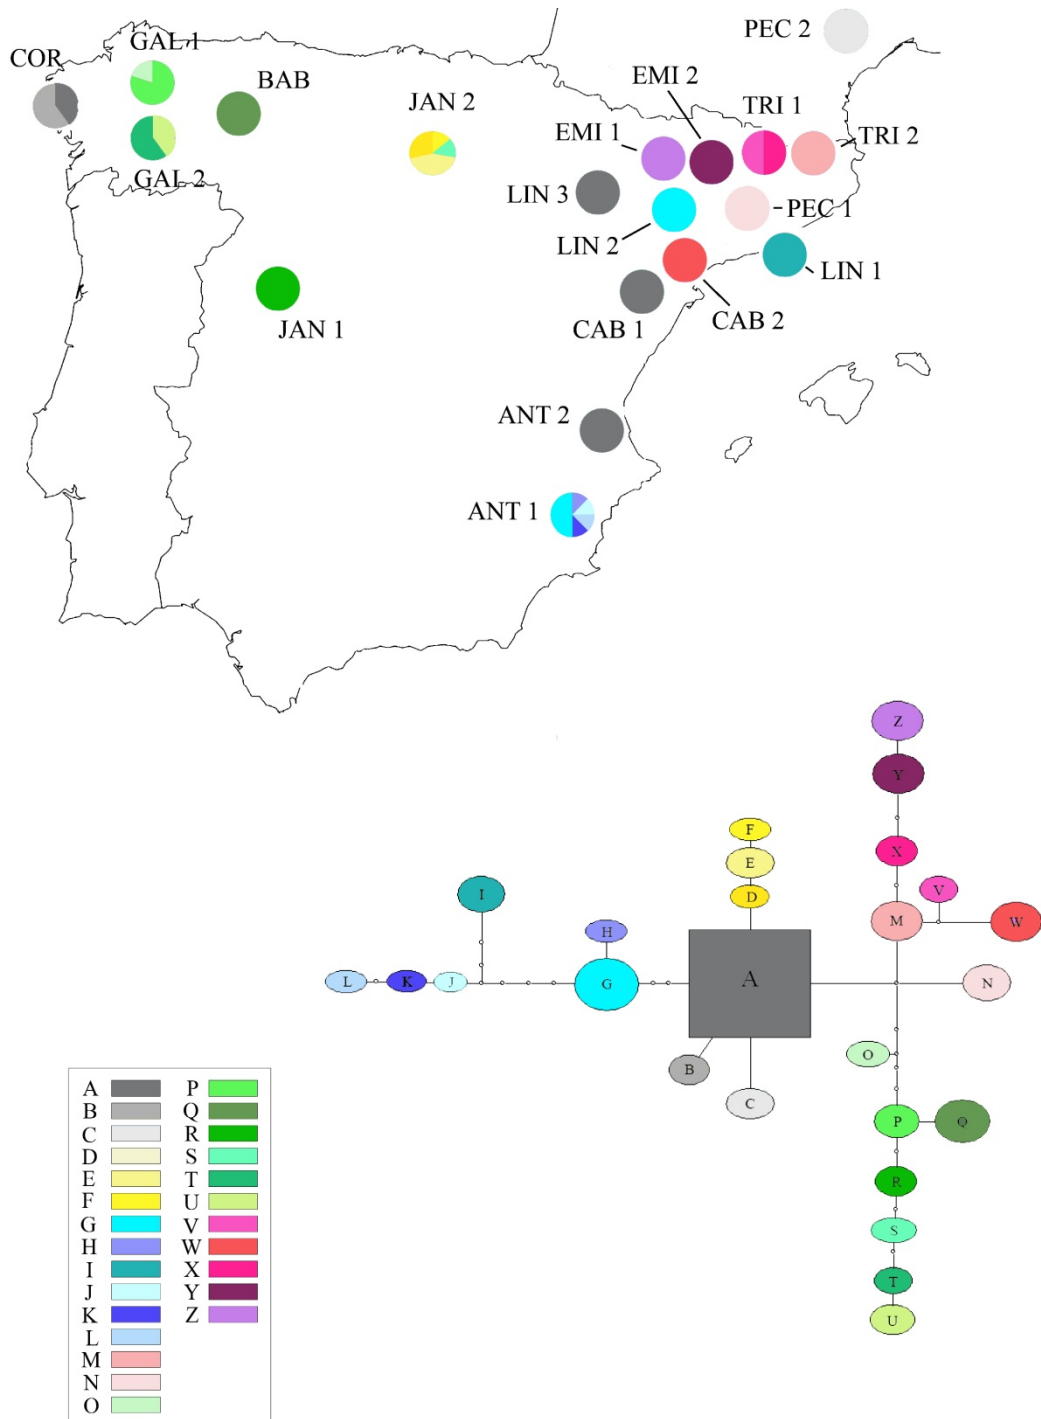 PEC 2
GAL 1
COR
EMI 2
BAB
JAN 2
TRI 1
EMI 1
TRI 2
GAL 2
LIN 3
PEC 1
LIN 2
LIN 1
CAB 2
CAB 1
JAN 1
ANT 2
ANT 1
Z
Y
F
X
E
V
I
D
M
W
H
L
K
J
G
A
N
O
B
C
P
Q
R
S
T
U
A P
B Q
C R
D S
E T
F U
G V
H W
I X
J Y
K Z
L
M
N
O